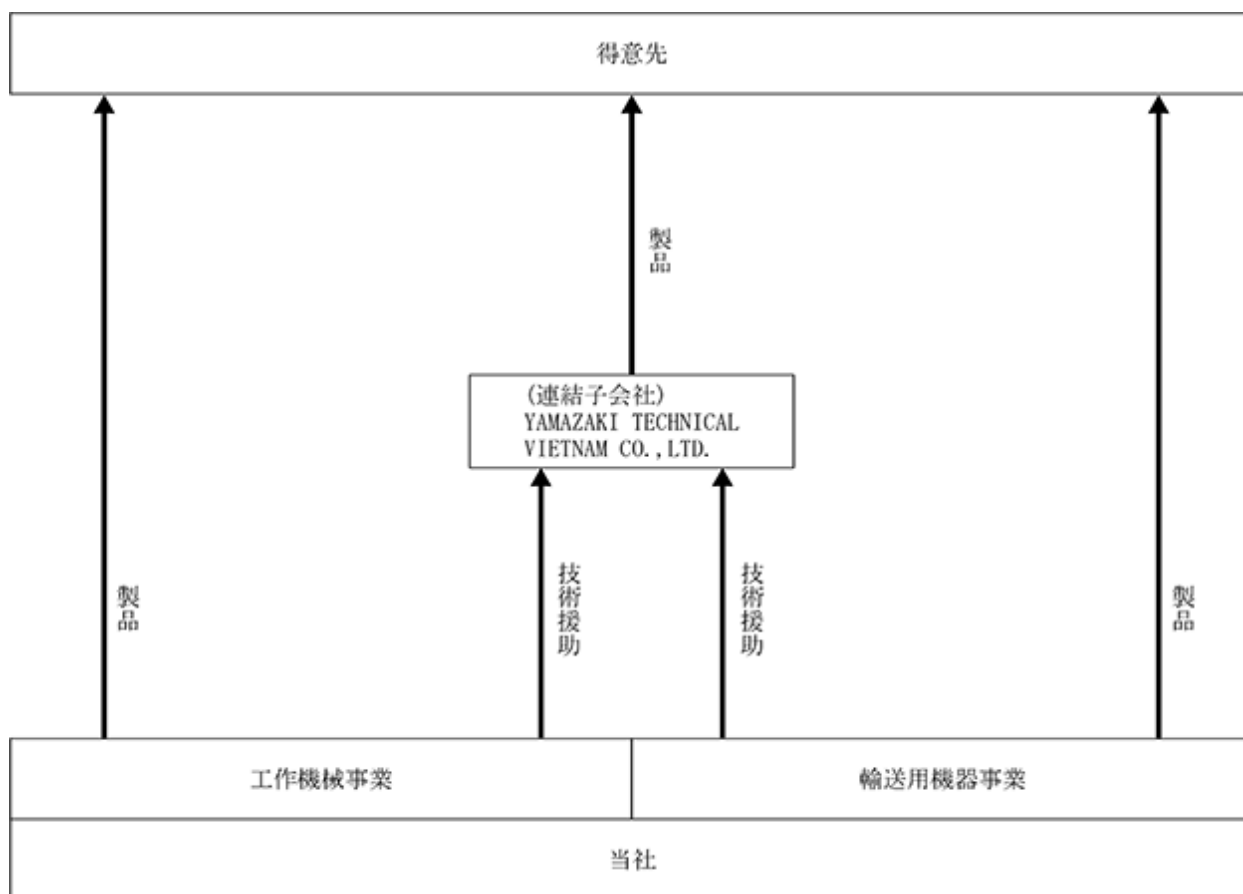 得意先
製品
(連結子会社)
YAMAZAKI TECHNICAL
VIETNAM CO.,LTD.
製品
技術援助
技術援助
製品
工作機械事業
輸送用機器事業
当社